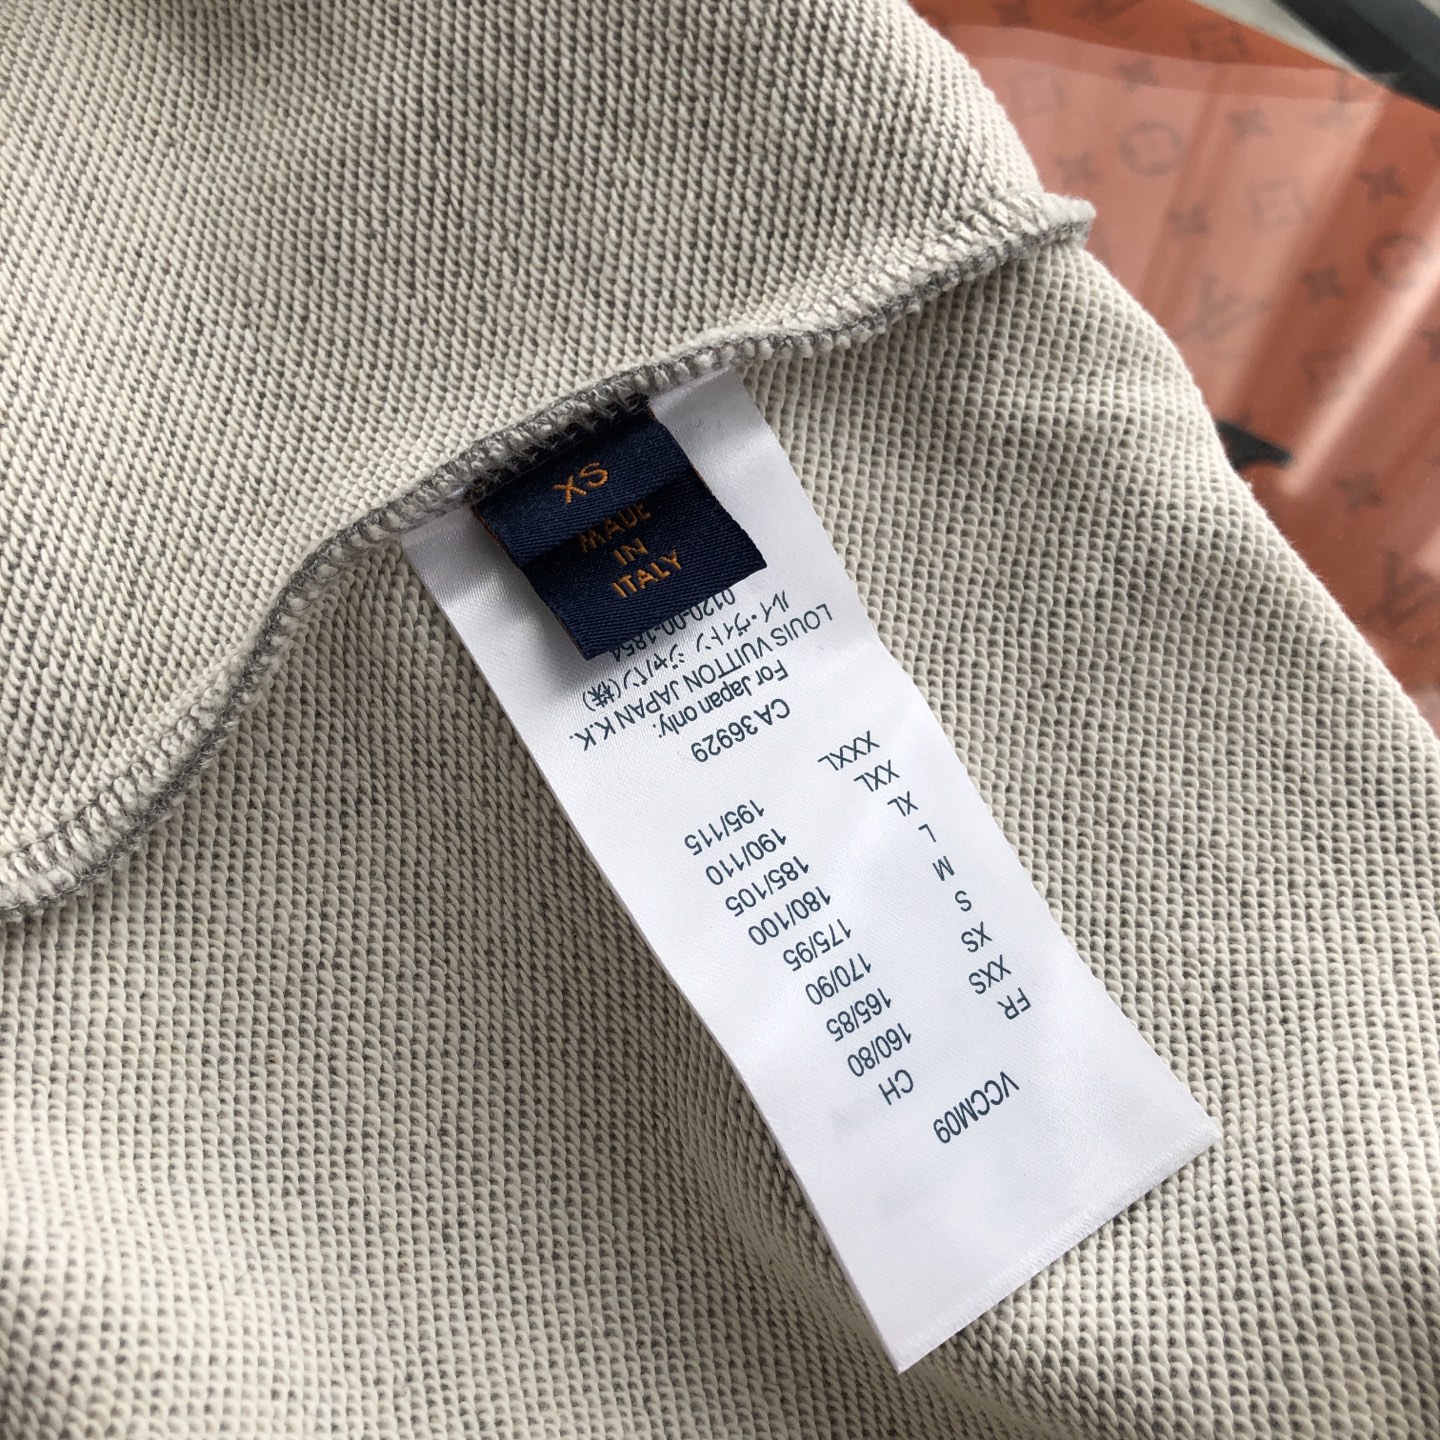 XS
MADE
IN
ITALY
VCCM09
FR CH
XXS 160/80
XS 165/85
S 170/90
M 175/95
L 180/100
XL 185/105
XXL 190/110
XXXL 195/115
CA 36929
For Japan only:
LOUIS VUITTON JAPAN K.K.
ルイ・ヴィトン ジャパン(株)
0120-00-1854